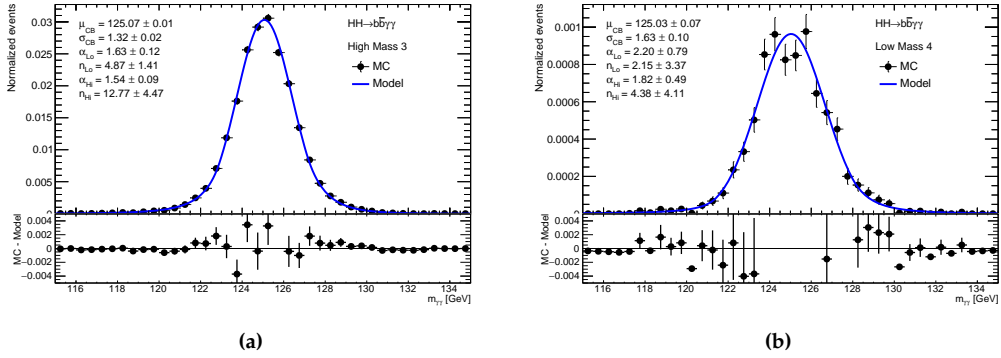 Normalized events
0.03
0.025
0.02
0.015
0.01
0.005
0
μCB = 125.07 ± 0.01
σCB = 1.32 ± 0.02
αLo = 1.63 ± 0.12
nLo = 4.87 ± 1.41
αHi = 1.54 ± 0.09
nHi = 12.77 ± 4.47
HH→bb̅γγ
High Mass 3
MC
Model
MC - Model
0.004
0.002
0
−0.002
−0.004
116 118 120 122 124 126 128 130 132 134
mγγ [GeV]
(a)
Normalized events
0.001
0.0008
0.0006
0.0004
0.0002
0
μCB = 125.03 ± 0.07
σCB = 1.63 ± 0.10
αLo = 2.20 ± 0.79
nLo = 2.15 ± 3.37
αHi = 1.82 ± 0.49
nHi = 4.38 ± 4.11
HH→bb̅γγ
Low Mass 4
MC
Model
MC - Model
0.004
0.002
0
−0.002
−0.004
116 118 120 122 124 126 128 130 132 134
mγγ [GeV]
(b)